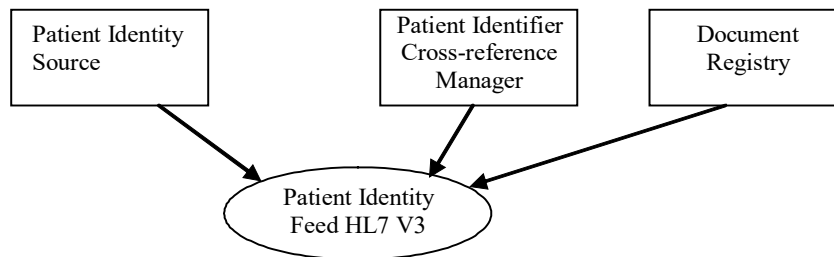 Patient Identity
Source
Patient Identifier
Cross-reference
Manager
Document
Registry
Patient Identity
Feed HL7 V3